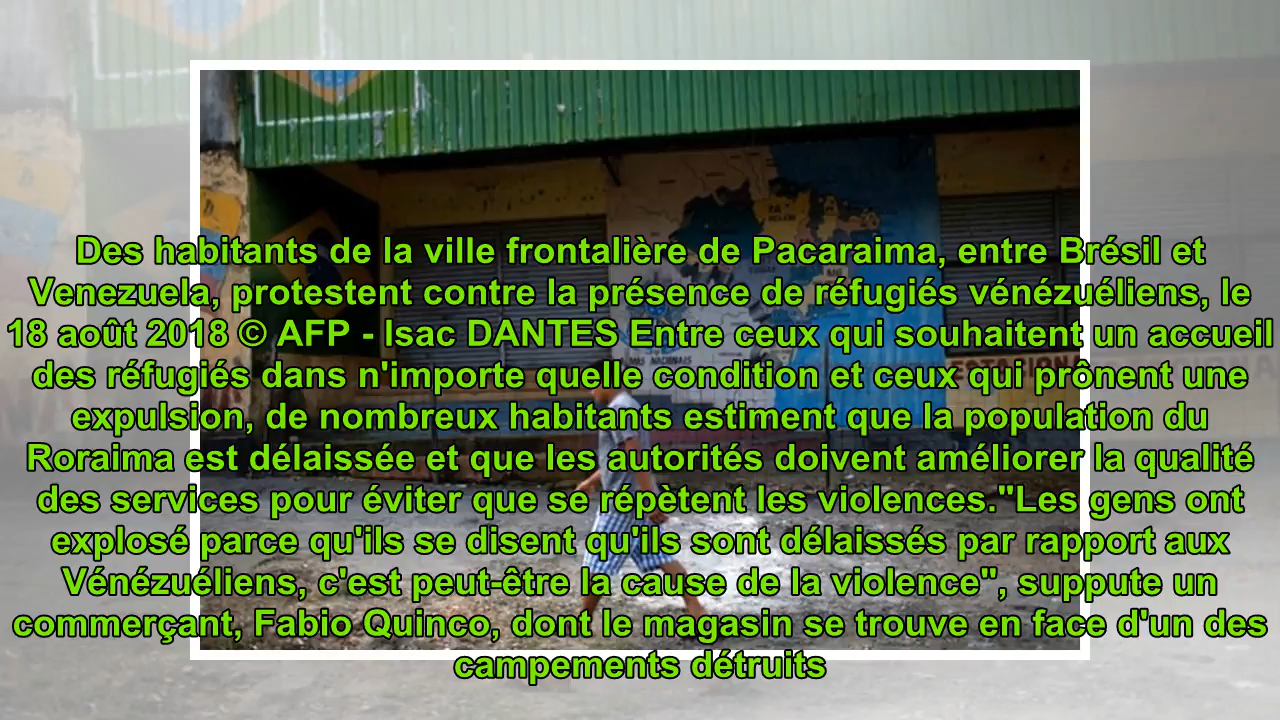 Des habitants de la ville frontalière de Pacaraima, entre Brésil et
Venezuela, protestent contre la présence de réfugiés vénézuéliens, le
18 août 2018 © AFP - Isac DANTES Entre ceux qui souhaitent un accueil
des réfugiés dans n'importe quelle condition et ceux qui prônent une
expulsion, de nombreux habitants estiment que la population du
Roraima est délaissée et que les autorités doivent améliorer la qualité
des services pour éviter que se répètent les violences."Les gens ont
explosé parce qu'ils se disent qu'ils sont délaissés par rapport aux
Vénézuéliens, c'est peut-être la cause de la violence", suppute un
commerçant, Fabio Quinco, dont le magasin se trouve en face d'un des
campements détruits